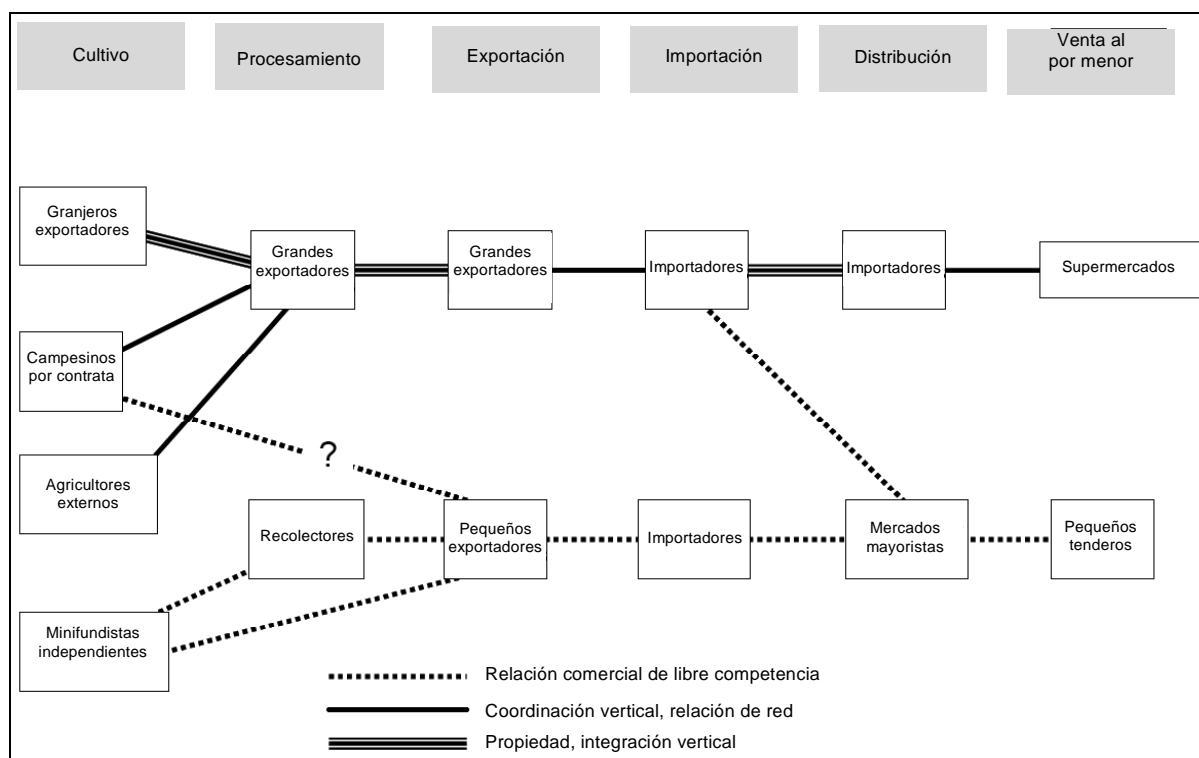 Cultivo
Procesamiento
Exportación
Importación
Distribución
Venta al
por menor
Granjeros
exportadores
Grandes
exportadores
Grandes
exportadores
Importadores
Importadores
Supermercados
Campesinos
por contrata
?
Agricultores
externos
Recolectores
Pequeños
exportadores
Importadores
Mercados
mayoristas
Pequeños
tenderos
Minifundistas
independientes
Relación comercial de libre competencia
Coordinación vertical, relación de red
Propiedad, integración vertical